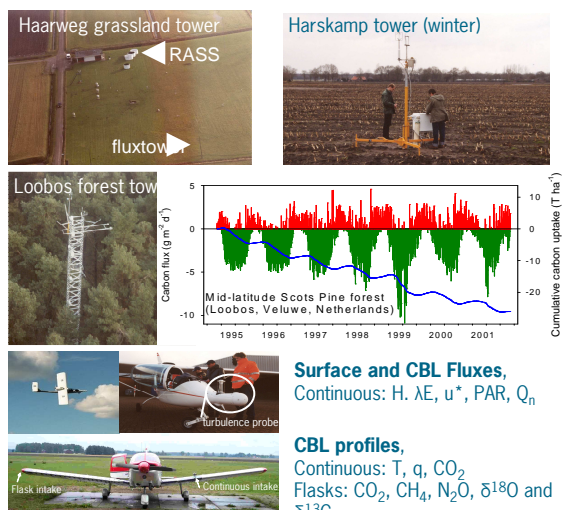 Haarweg grassland tower
RASS
fluxtower
Harskamp tower (winter)
Loobos forest tow
5
0
-5
-10
Carbon flux (g m⁻² d⁻¹)
10
0
-10
-20
Cumulative carbon uptake (T ha⁻¹)
Mid-latitude Scots Pine forest
(Loobos, Veluwe, Netherlands)
1995 1996 1997 1998 1999 2000 2001
turbulence probe
Flask intake
Continuous intake
Surface and CBL Fluxes,
Continuous: H. λE, u*, PAR, Qn
CBL profiles,
Continuous: T, q, CO₂
Flasks: CO₂, CH₄, N₂O, δ¹⁸O and